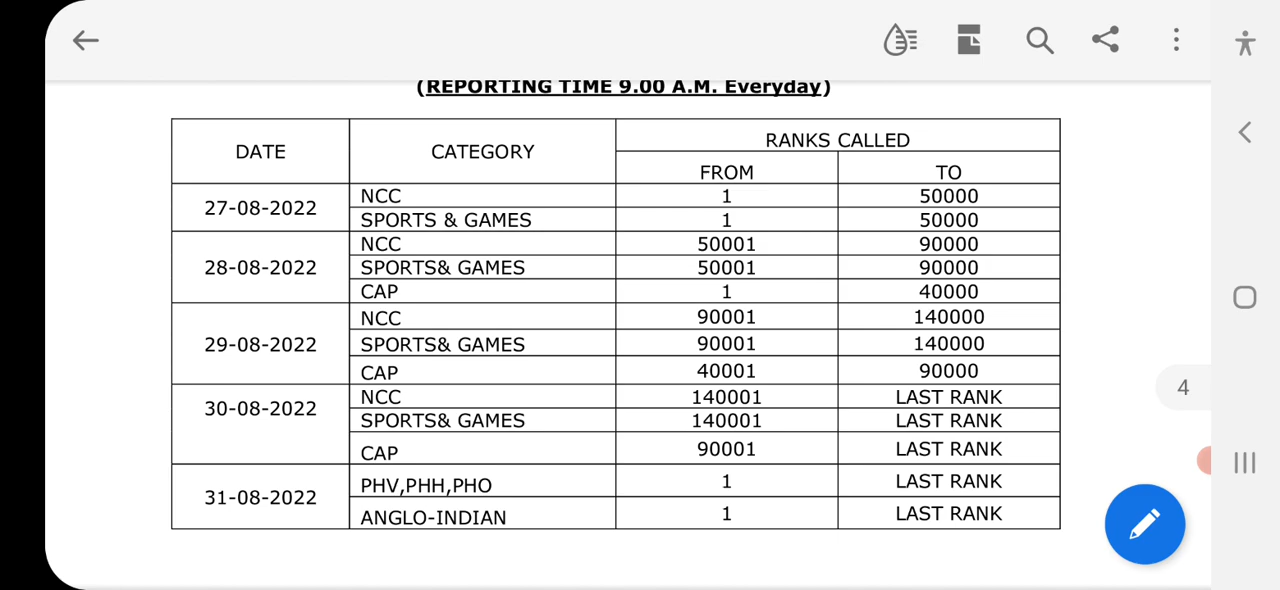 (REPORTING TIME 9.00 A.M. Everyday)
DATE CATEGORY RANKS CALLED
FROM TO
27-08-2022 NCC 1 50000
SPORTS & GAMES 1 50000
28-08-2022 NCC 50001 90000
SPORTS& GAMES 50001 90000
CAP 1 40000
29-08-2022 NCC 90001 140000
SPORTS& GAMES 90001 140000
CAP 40001 90000
30-08-2022 NCC 140001 LAST RANK
SPORTS& GAMES 140001 LAST RANK
CAP 90001 LAST RANK
31-08-2022 PHV,PHH,PHO 1 LAST RANK
ANGLO-INDIAN 1 LAST RANK
4